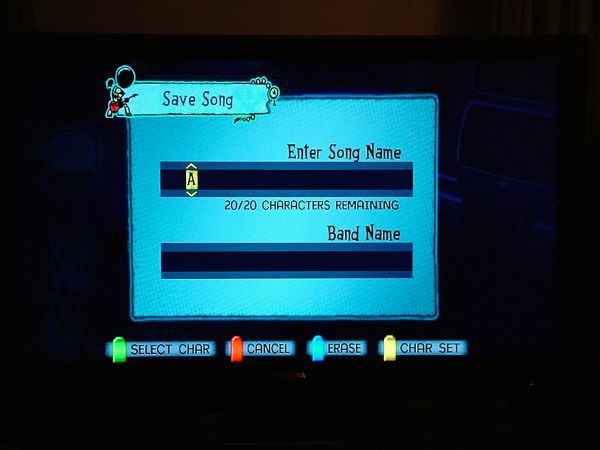 Save Song
Enter Song Name
A
20/20 CHARACTERS REMAINING
Band Name
SELECT CHAR CANCEL ERASE CHAR SET